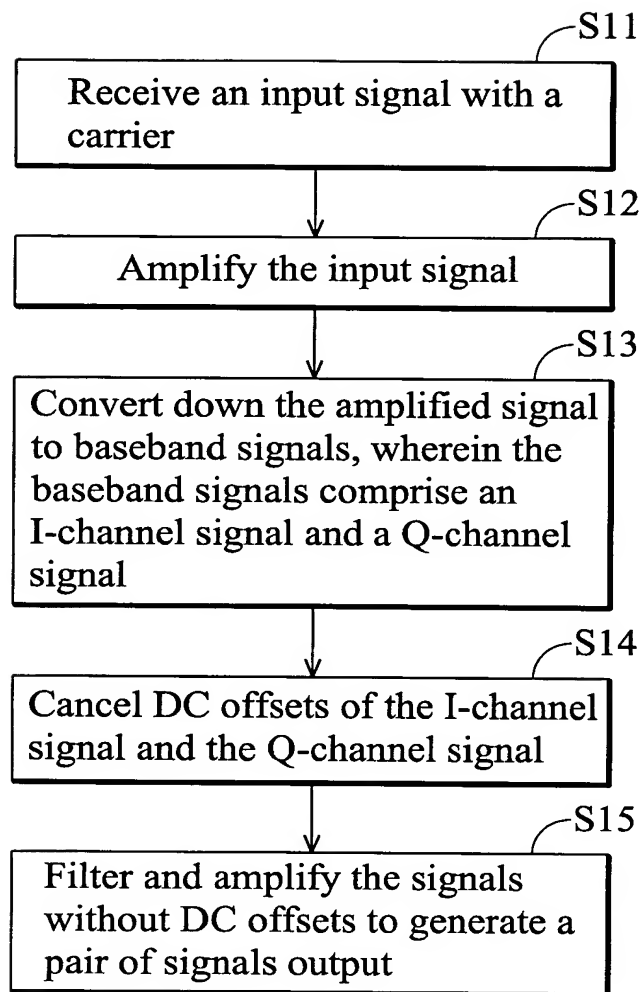 S11
Receive an input signal with a
carrier
S12
Amplify the input signal
S13
Convert down the amplified signal
to baseband signals, wherein the
baseband signals comprise an
I-channel signal and a Q-channel
signal
S14
Cancel DC offsets of the I-channel
signal and the Q-channel signal
S15
Filter and amplify the signals
without DC offsets to generate a
pair of signals output